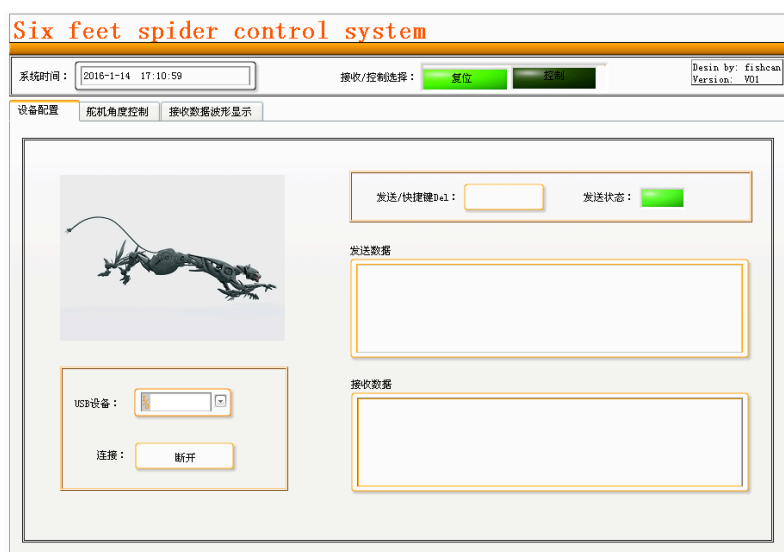 Six feet spider control system
系统时间： 2016-1-14 17:10:59 接收/控制选择： 复位 控制
Desin by: fishcan
Version: V01
设备配置 舵机角度控制 接收数据波形显示
发送/快捷键Del： 发送状态：
发送数据
接收数据
USB设备：
连接： 断开